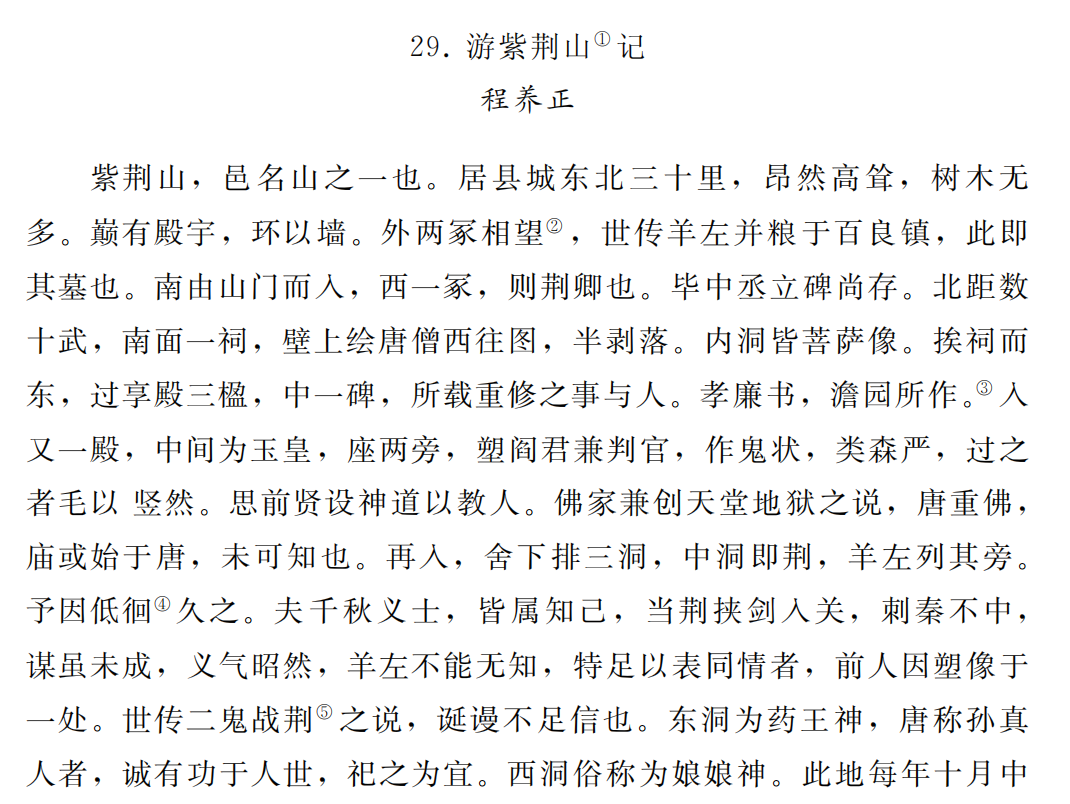 29. 游紫荆山①记
程养正
紫荆山，邑名山之一也。居县城东北三十里，昂然高耸，树木无
多。巅有殿宇，环以墙。外两冢相望②，世传羊左并粮于百良镇，此即
其墓也。南由山门而入，西一冢，则荆卿也。毕中丞立碑尚存。北距数
十武，南面一祠，壁上绘唐僧西往图，半剥落。内洞皆菩萨像。挨祠而
东，过享殿三楹，中一碑，所载重修之事与人。孝廉书，澹园所作。③入
又一殿，中间为玉皇，座两旁，塑阎君兼判官，作鬼状，类森严，过之
者毛以 竖然。思前贤设神道以教人。佛家兼创天堂地狱之说，唐重佛，
庙或始于唐，未可知也。再入，舍下排三洞，中洞即荆，羊左列其旁。
予因低徊④久之。夫千秋义士，皆属知己，当荆挟剑入关，刺秦不中，
谋虽未成，义气昭然，羊左不能无知，特足以表同情者，前人因塑像于
一处。世传二鬼战荆⑤之说，诞谩不足信也。东洞为药王神，唐称孙真
人者，诚有功于人世，祀之为宜。西洞俗称为娘娘神。此地每年十月中